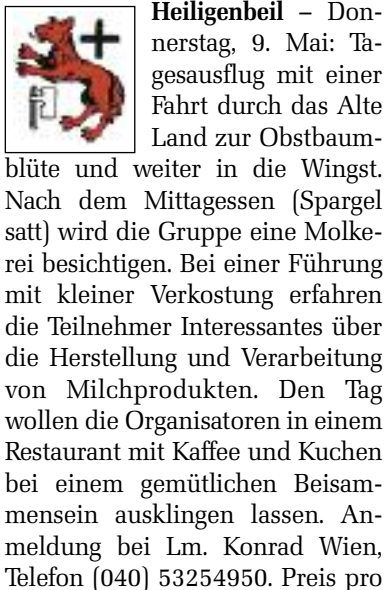 Heiligenbeil – Don-
nerstag, 9. Mai: Ta-
gesausflug mit einer
Fahrt durch das Alte
Land zur Obstbaum-
blüte und weiter in die Wingst.
Nach dem Mittagessen (Spargel
satt) wird die Gruppe eine Molke-
rei besichtigen. Bei einer Führung
mit kleiner Verkostung erfahren
die Teilnehmer Interessantes über
die Herstellung und Verarbeitung
von Milchprodukten. Den Tag
wollen die Organisatoren in einem
Restaurant mit Kaffee und Kuchen
bei einem gemütlichen Beisam-
mensein ausklingen lassen. An-
meldung bei Lm. Konrad Wien,
Telefon (040) 53254950. Preis pro